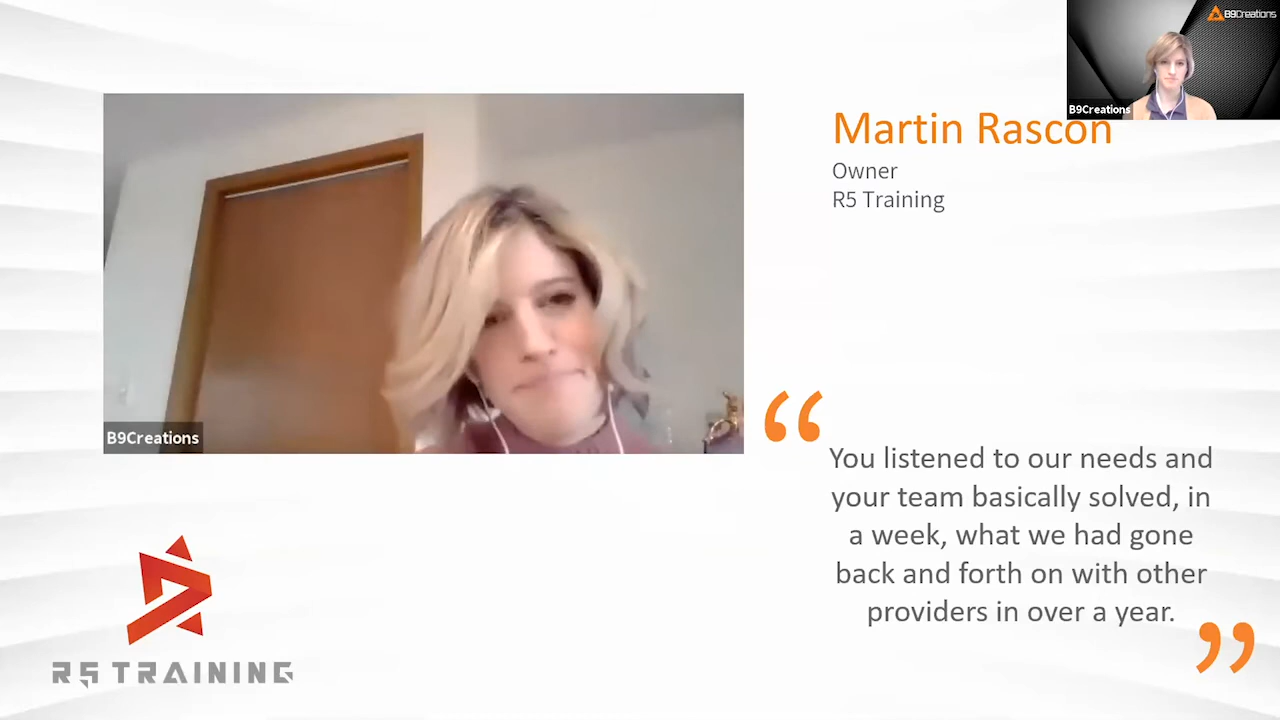 B9Creations
B9Creations
Martin Rascon
Owner
R5 Training
B9Creations
“
You listened to our needs and
your team basically solved, in
a week, what we had gone
back and forth on with other
providers in over a year.
”
R5 TRAINING